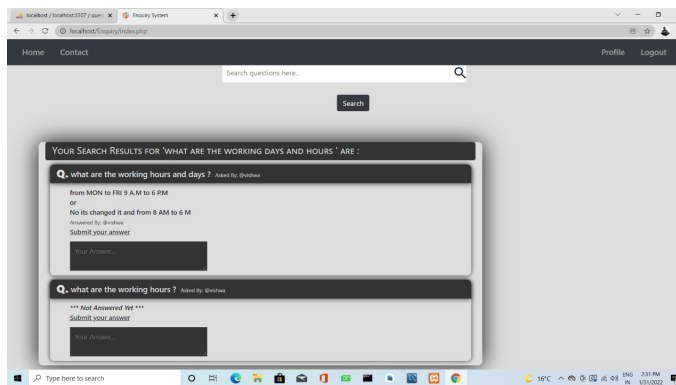 localhost / localhost:3307 / quer
Enquiry System
localhost/Enquiry/index.php
Home Contact Profile Logout
Search questions here...
Search
Your Search Results for 'what are the working days and hours ' are :
Q. what are the working hours and days ? Asked By: @vishwa
from MON to FRI 9 A.M to 6 P.M
or
No its changed it and from 8 AM to 6 M
Answered By: @vishwa
Submit your answer
Your Answer...
Q. what are the working hours ? Asked By: @vishwa
*** Not Answered Yet ***
Submit your answer
Your Answer...
Type here to search
16°C
ENG 2:31 PM
IN 1/31/2022